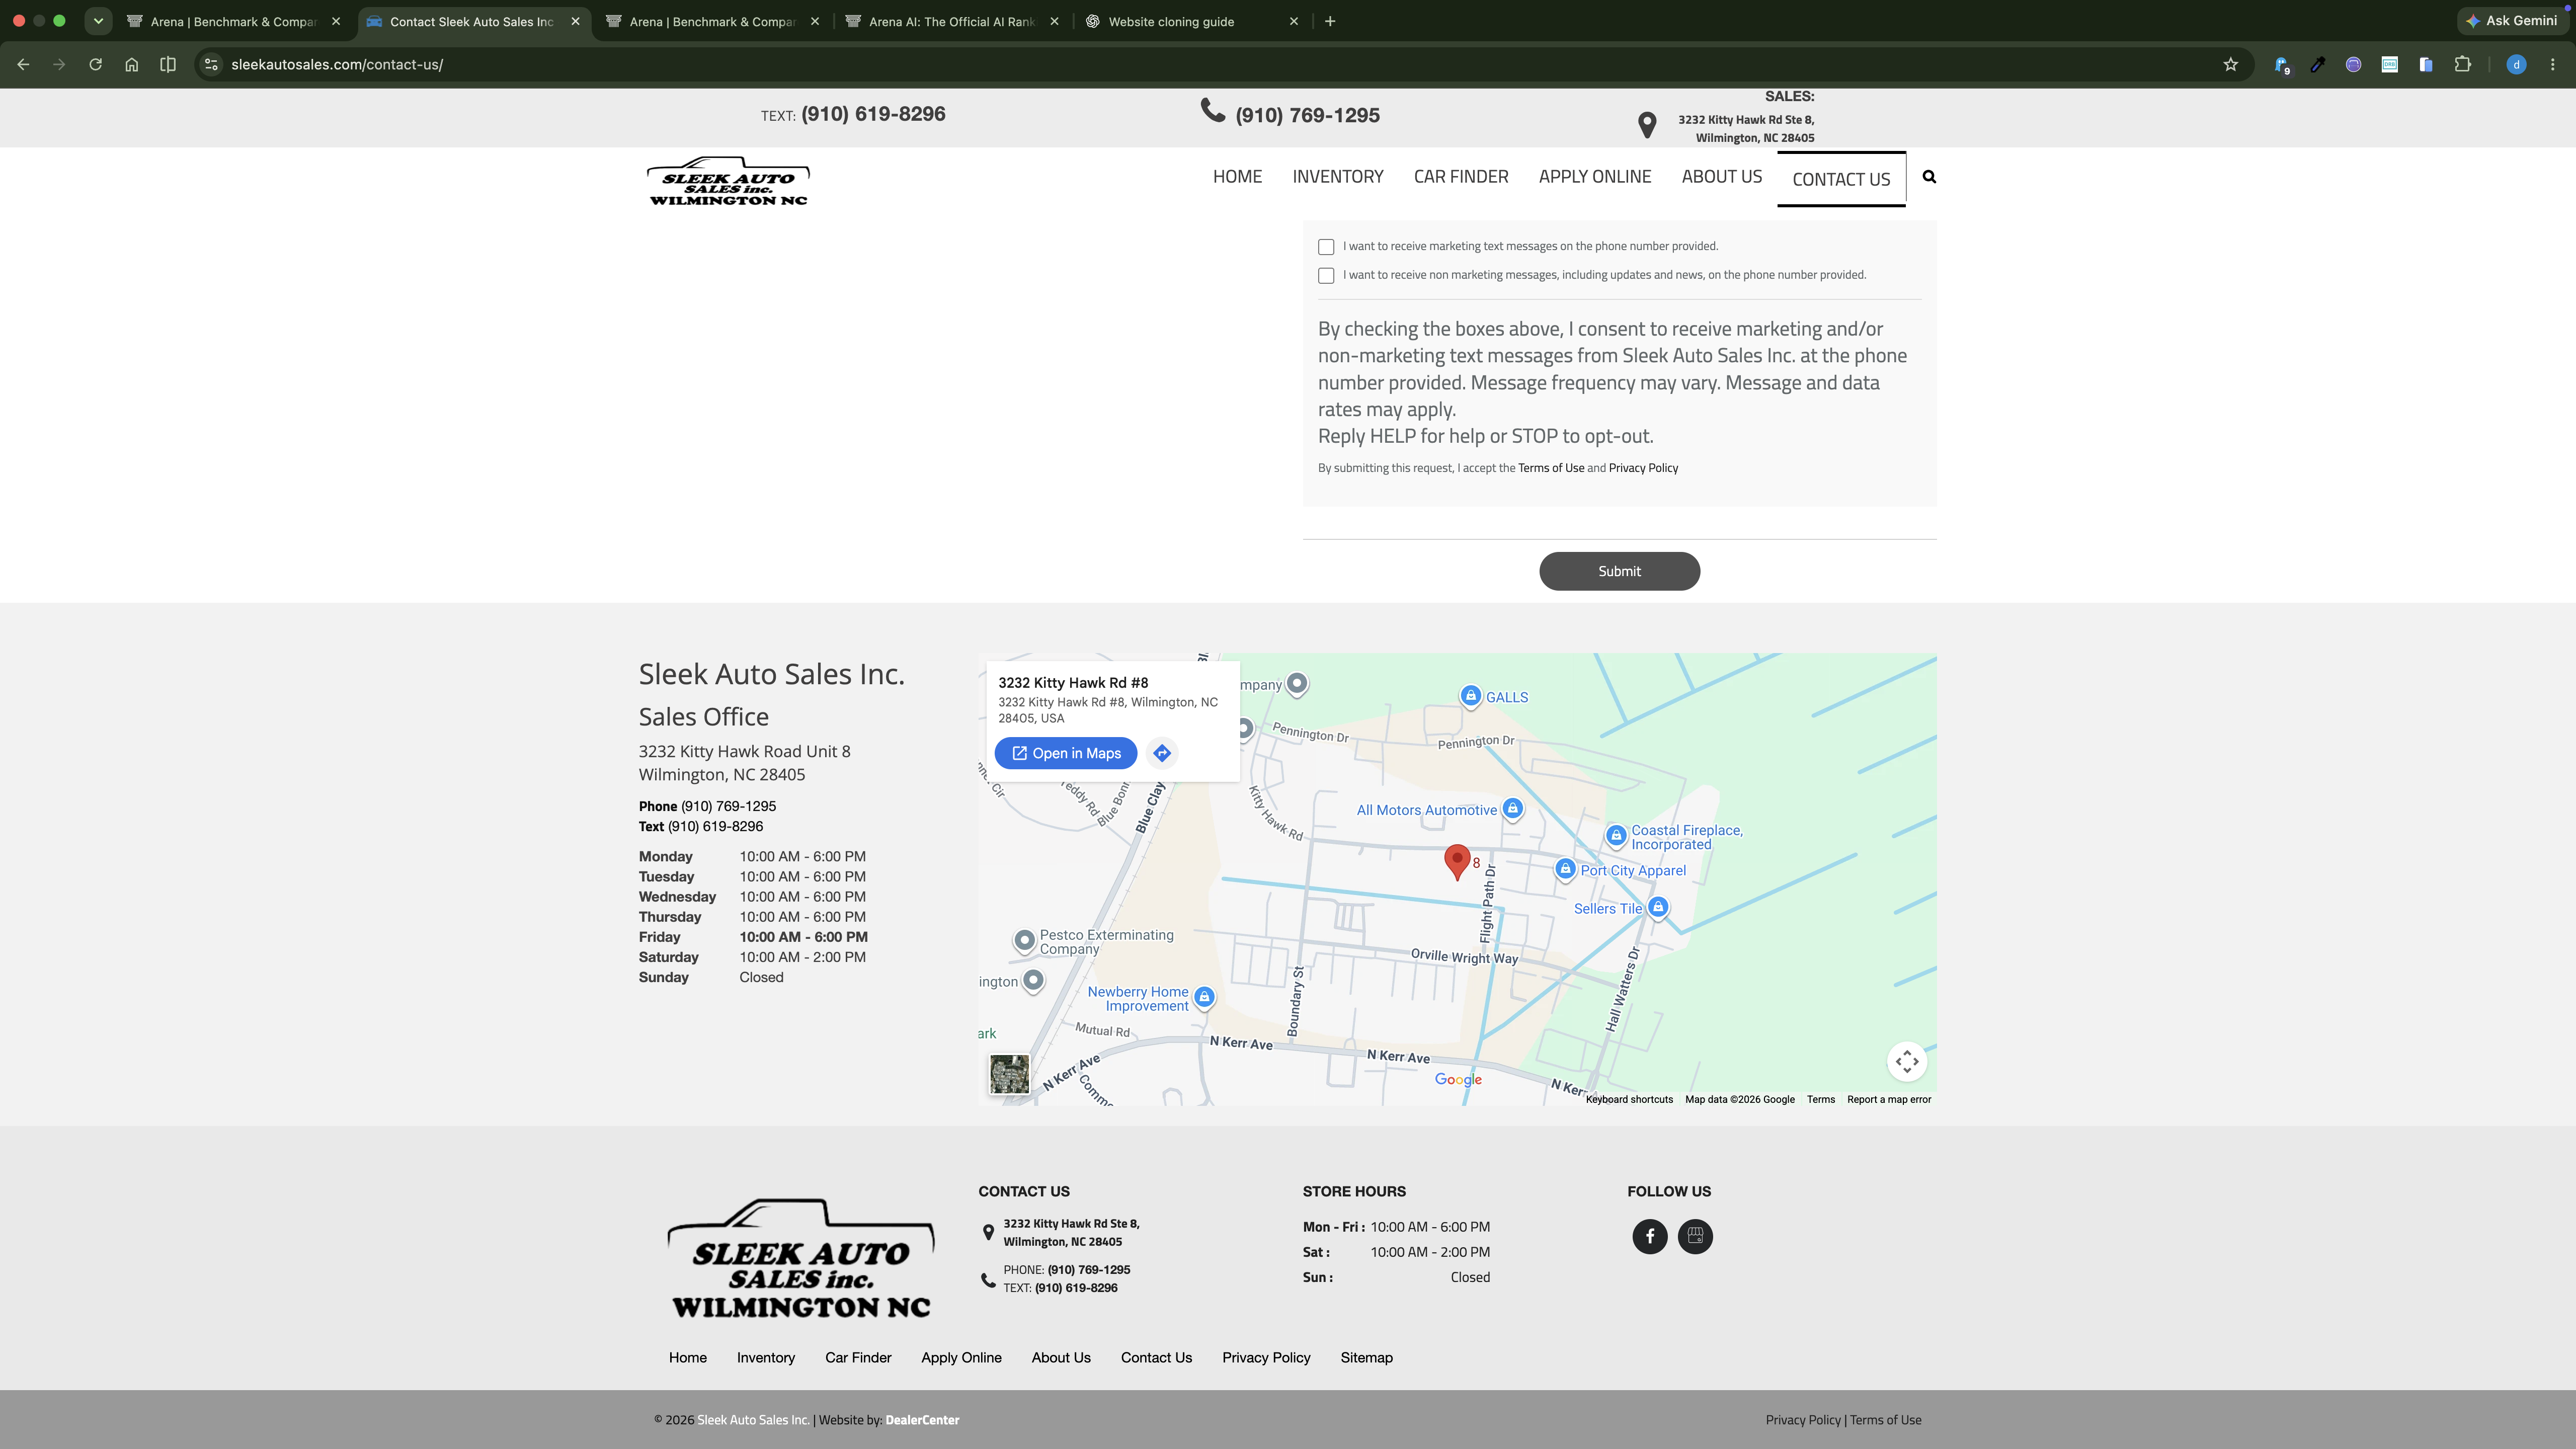 Arena | Benchmark & Compar
Contact Sleek Auto Sales Inc
Arena | Benchmark & Compar
Arena AI: The Official AI Rank
Website cloning guide
Ask Gemini
sleekautosales.com/contact-us/
9
d
TEXT: (910) 619-8296
(910) 769-1295
SALES:
3232 Kitty Hawk Rd Ste 8,
Wilmington, NC 28405
SLEEK AUTO
SALES inc.
WILMINGTON NC
HOME
INVENTORY
CAR FINDER
APPLY ONLINE
ABOUT US
CONTACT US
I want to receive marketing text messages on the phone number provided.
I want to receive non marketing messages, including updates and news, on the phone number provided.
By checking the boxes above, I consent to receive marketing and/or
non-marketing text messages from Sleek Auto Sales Inc. at the phone
number provided. Message frequency may vary. Message and data
rates may apply.
Reply HELP for help or STOP to opt-out.
By submitting this request, I accept the Terms of Use and Privacy Policy
Submit
Sleek Auto Sales Inc.
Sales Office
3232 Kitty Hawk Road Unit 8
Wilmington, NC 28405
Phone (910) 769-1295
Text (910) 619-8296
Monday 10:00 AM - 6:00 PM
Tuesday 10:00 AM - 6:00 PM
Wednesday 10:00 AM - 6:00 PM
Thursday 10:00 AM - 6:00 PM
Friday 10:00 AM - 6:00 PM
Saturday 10:00 AM - 2:00 PM
Sunday Closed
3232 Kitty Hawk Rd #8
3232 Kitty Hawk Rd #8, Wilmington, NC
28405, USA
Open in Maps
mpany
GALLS
Pennington Dr
Pennington Dr
Teddy Rd
Blue Bonn
Blue Clay
Kitty Hawk Rd
All Motors Automotive
Coastal Fireplace,
Incorporated
8
Port City Apparel
Flight Path Dr
Sellers Tile
Pestco Exterminating
Company
Orville Wright Way
ington
Newberry Home
Improvement
Boundary St
Hall Watters Dr
ark
Mutual Rd
N Kerr Ave
N Kerr Ave
N Kerr Ave
N Kerr
Comme
Google
Keyboard shortcuts
Map data ©2026 Google
Terms
Report a map error
SLEEK AUTO
SALES inc.
WILMINGTON NC
CONTACT US
3232 Kitty Hawk Rd Ste 8,
Wilmington, NC 28405
PHONE: (910) 769-1295
TEXT: (910) 619-8296
STORE HOURS
Mon - Fri : 10:00 AM - 6:00 PM
Sat : 10:00 AM - 2:00 PM
Sun : Closed
FOLLOW US
Home
Inventory
Car Finder
Apply Online
About Us
Contact Us
Privacy Policy
Sitemap
© 2026 Sleek Auto Sales Inc. | Website by: DealerCenter
Privacy Policy | Terms of Use